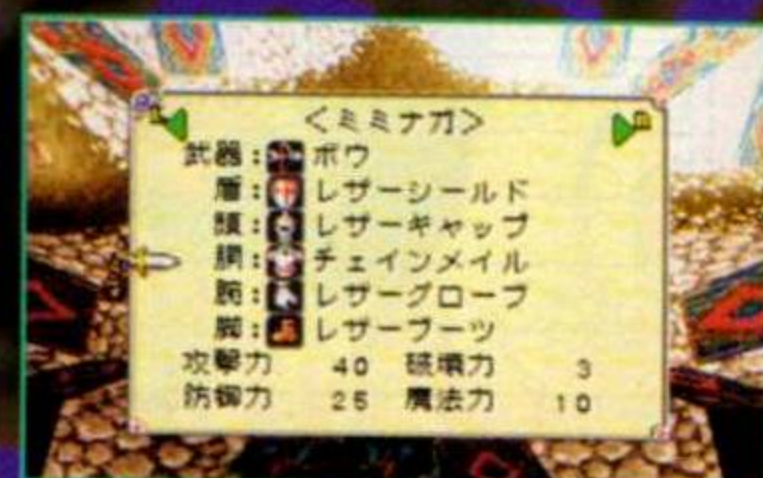 <ミミナガ>
武器:ボウ
盾:レザーシールド
頭:レザーキャップ
胴:チェインメイル
腕:レザーグローブ
脚:レザーブーツ
攻撃力 40 破壊力 3
防御力 25 魔法力 10